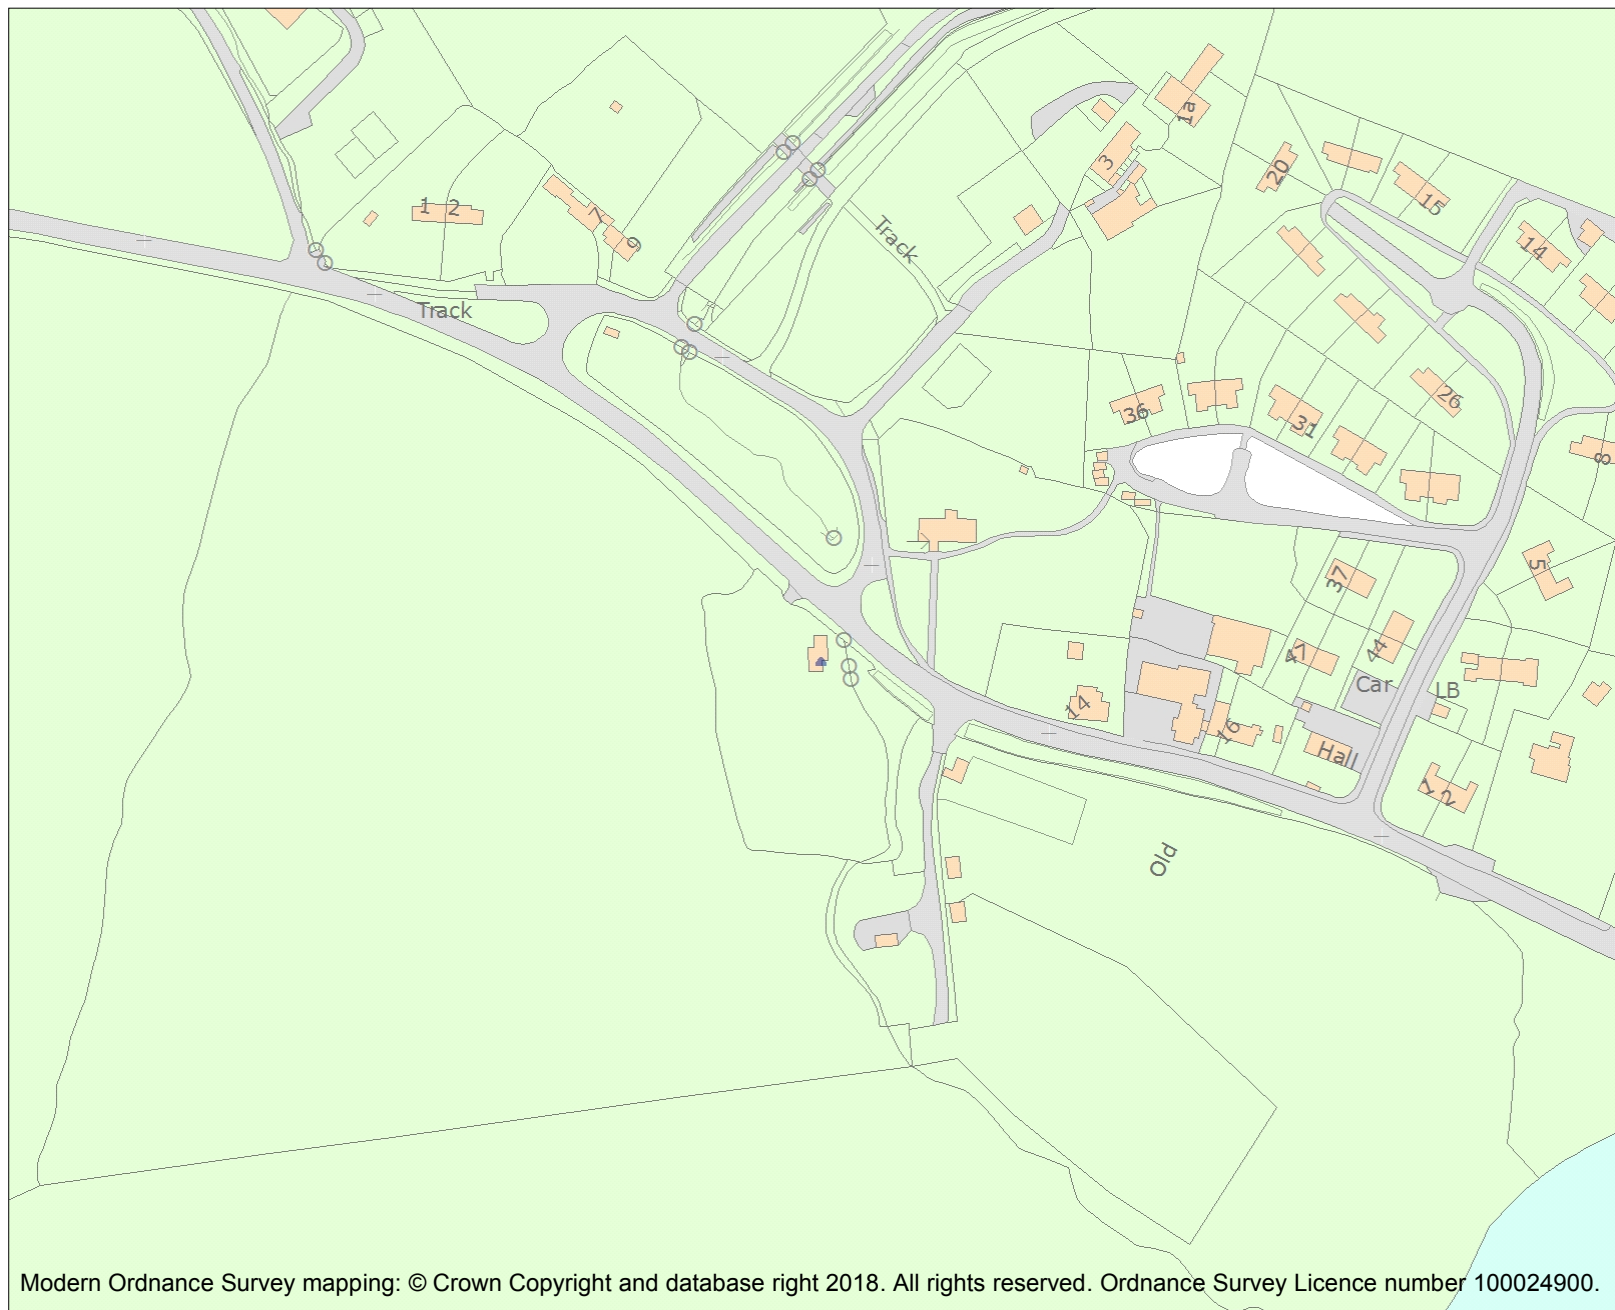 1a
3
20
15
1 2
7
9
Track
14
Track
26
36
31
8
5
37
47
44
Car
LB
14
16
Hall
1 2
Old
Modern Ordnance Survey mapping: © Crown Copyright and database right 2018. All rights reserved. Ordnance Survey Licence number 100024900.